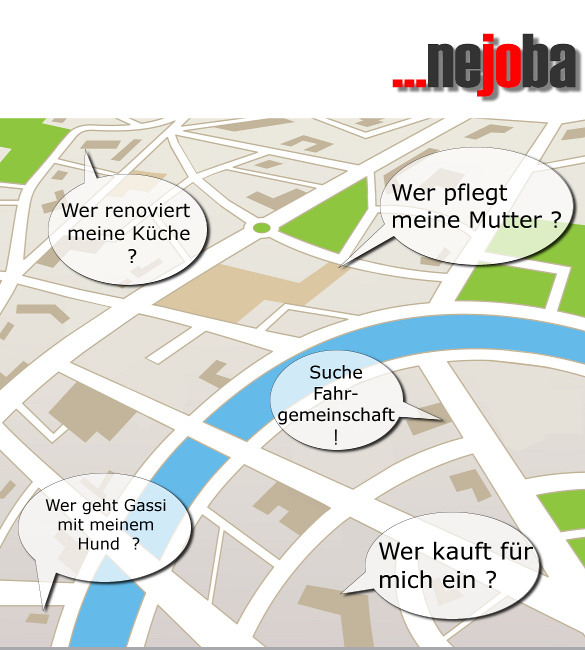 ...nejoba
Wer renoviert
meine Küche
?
Wer pflegt
meine Mutter ?
Suche
Fahr-
gemeinschaft
!
Wer geht Gassi
mit meinem
Hund ?
Wer kauft für
mich ein ?